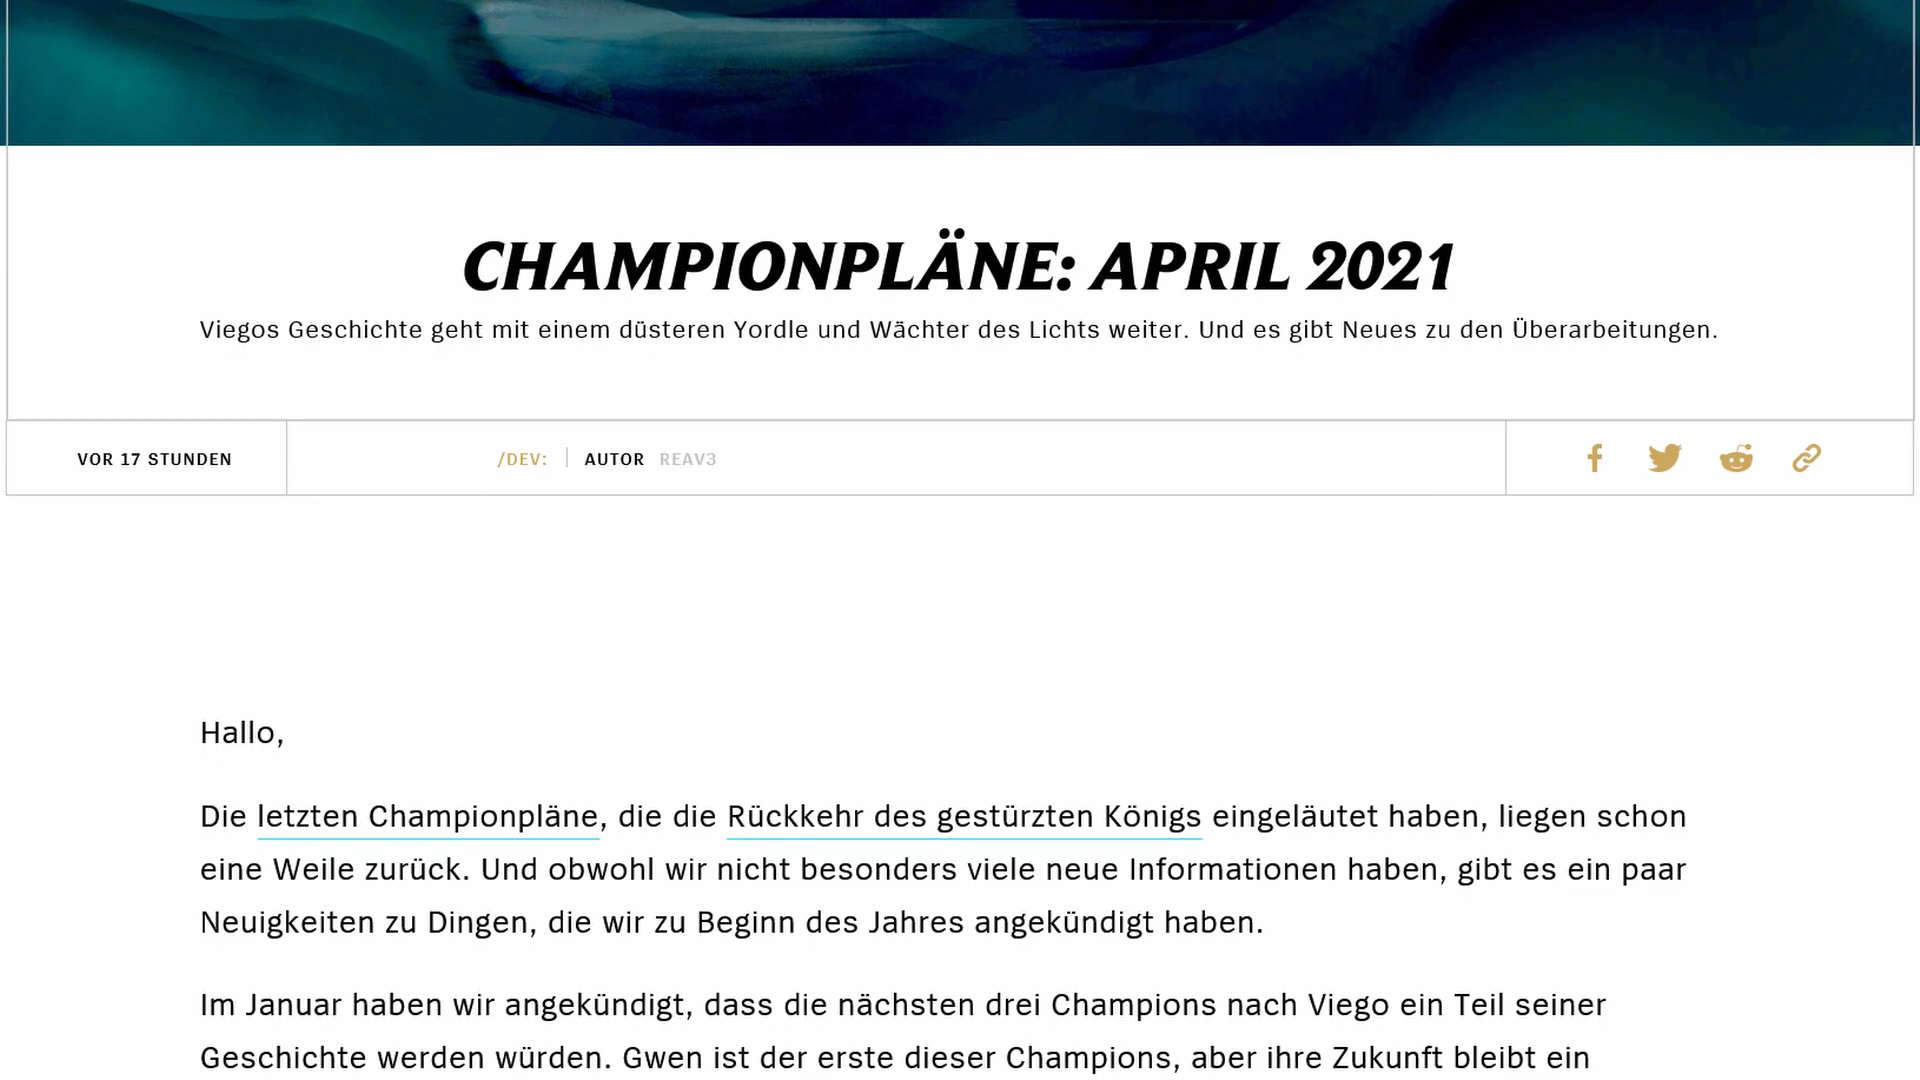 CHAMPIONPLÄNE: APRIL 2021
Viegos Geschichte geht mit einem düsteren Yordle und Wächter des Lichts weiter. Und es gibt Neues zu den Überarbeitungen.
VOR 17 STUNDEN
/DEV: AUTOR REAV3
Hallo,
Die letzten Championpläne, die die Rückkehr des gestürzten Königs eingeläutet haben, liegen schon
eine Weile zurück. Und obwohl wir nicht besonders viele neue Informationen haben, gibt es ein paar
Neuigkeiten zu Dingen, die wir zu Beginn des Jahres angekündigt haben.
Im Januar haben wir angekündigt, dass die nächsten drei Champions nach Viego ein Teil seiner
Geschichte werden würden. Gwen ist der erste dieser Champions, aber ihre Zukunft bleibt ein